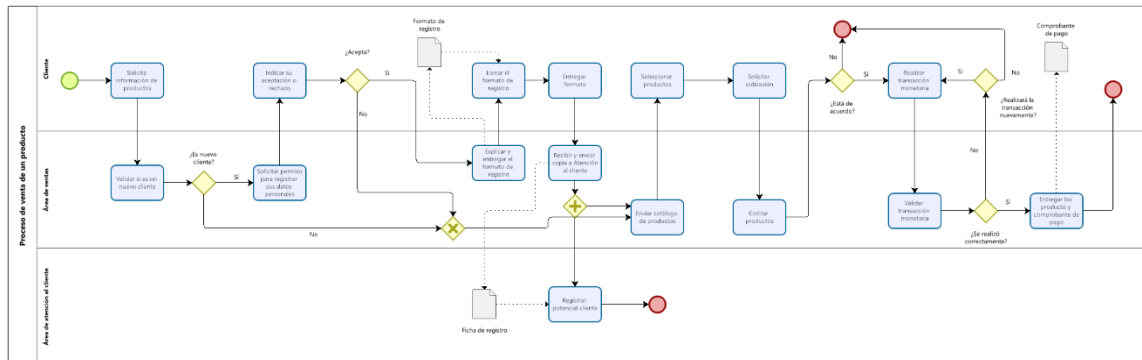 Proceso de venta de un producto
Cliente
Solicita
información de
productos
Indicar su
aceptación o
rechazo
¿Acepta?
Sí
No
Formato de
registro
Llenar el
formato de
registro
Entregar
formato
Seleccionar
productos
Solicitar
cotización
No
¿Está de
acuerdo?
Sí
Realizar
transacción
monetaria
Sí
No
¿Realizará la
transacción
nuevamente?
Comprobante
de pago
Área de ventas
Validar si es un
nuevo cliente
¿Es nuevo
cliente?
Sí
No
Solicitar permiso
para registrar
sus datos
personales
Explicar y
entregar el
formato de
registro
Recibir y enviar
copia a Atención
al cliente
Enviar catálogo
de productos
Cotizar
productos
Validar
transacción
monetaria
No
Sí
¿Se realizó
correctamente?
Entregar los
producto y
comprobante de
pago
Área de atención al cliente
Ficha de registro
Registrar
potencial cliente